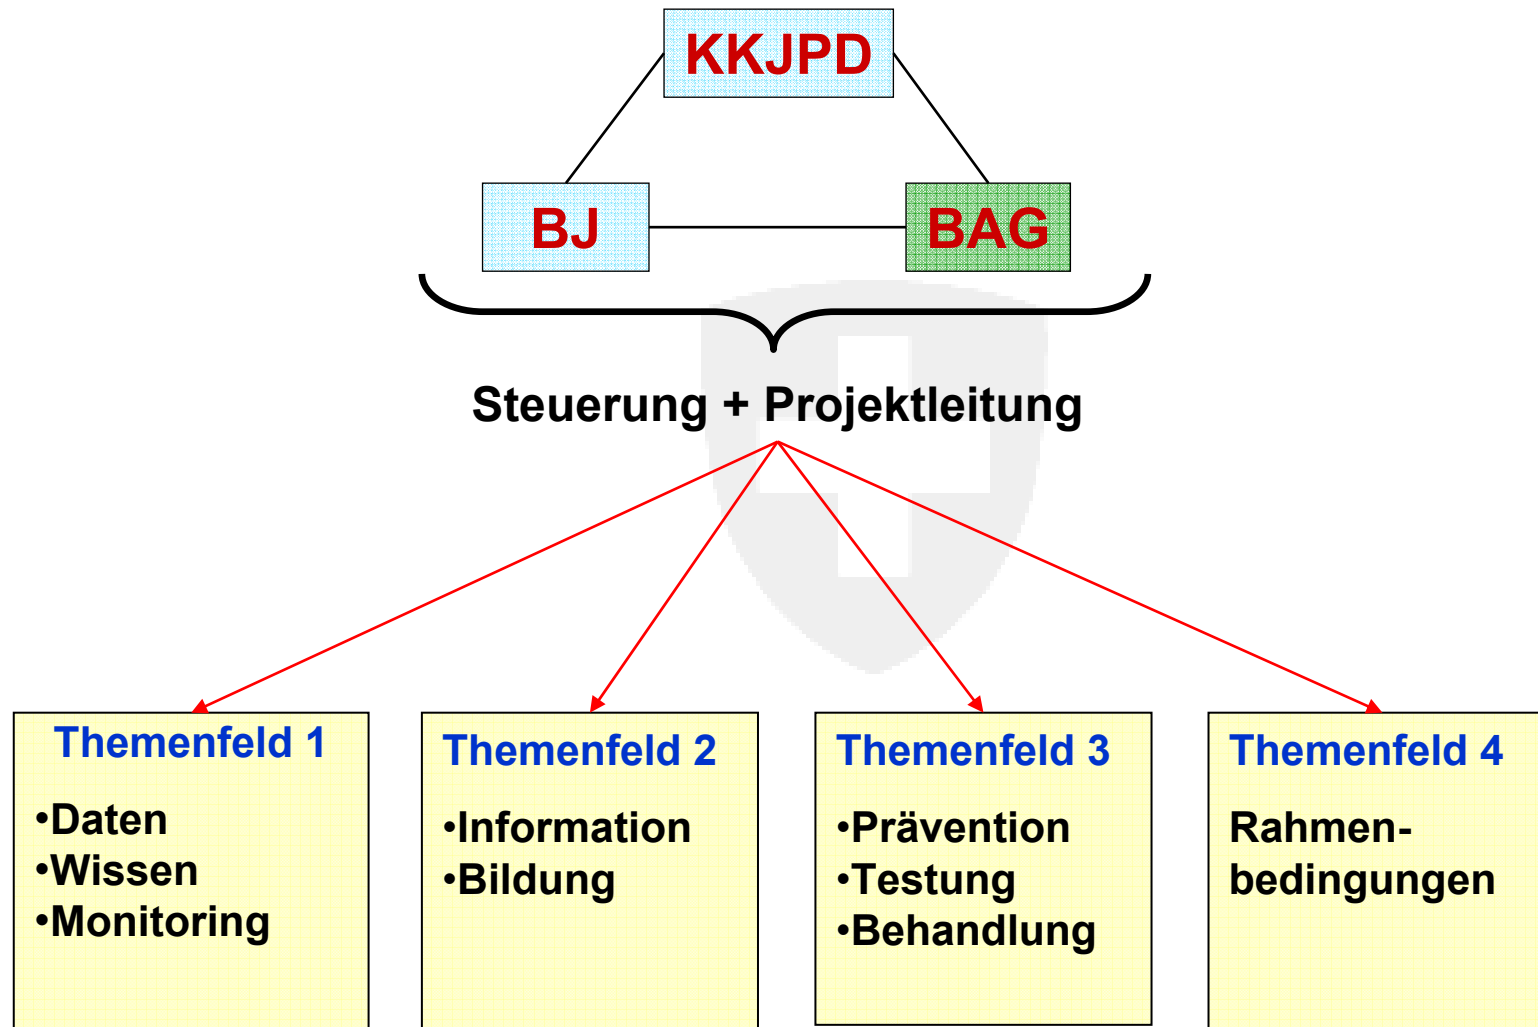 KKJPD
BJ
BAG
Steuerung + Projektleitung
Themenfeld 1
•Daten
•Wissen
•Monitoring
Themenfeld 2
•Information
•Bildung
Themenfeld 3
•Prävention
•Testung
•Behandlung
Themenfeld 4
Rahmen-
bedingungen